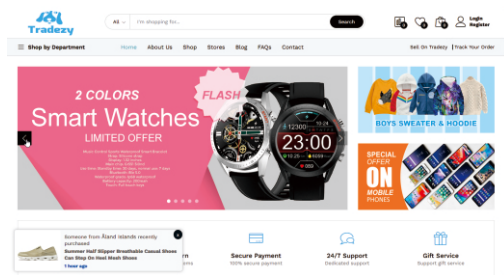 Tradezy
All
I'm shopping for...
Search
0
0
0
Login
Register
Shop by Department
Home
About Us
Shop
Stores
Blog
FAQs
Contact
Sell On Tradezy
Track Your Order
2 COLORS
FLASH
Smart Watches
LIMITED OFFER
23:00
BOYS SWEATER & HOODIE
SPECIAL
OFFER
ON
MOBILE
PHONES
Someone from Åland Islands recently
purchased
Summer Half Slipper Breathable Casual Shoes
Can Step On Heel Mesh Shoes
1 hour ago
rn
Secure Payment
100% secure payment
24/7 Support
Dedicated support
Gift Service
Support gift service